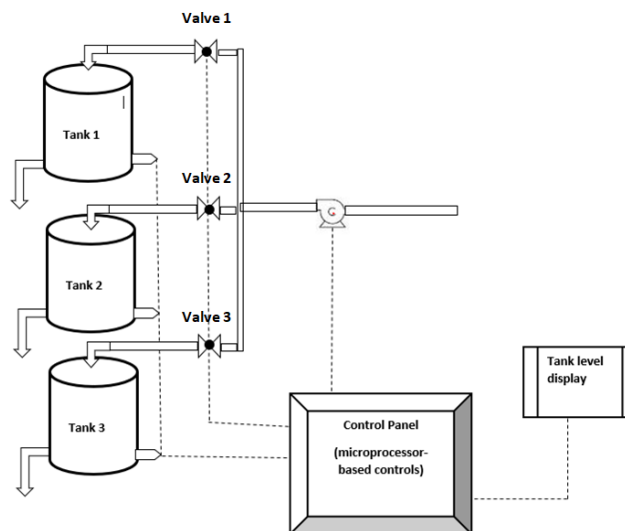 Valve 1
Tank 1
Valve 2
Tank 2
Valve 3
Tank 3
Control Panel
(microprocessor-
based controls)
Tank level
display